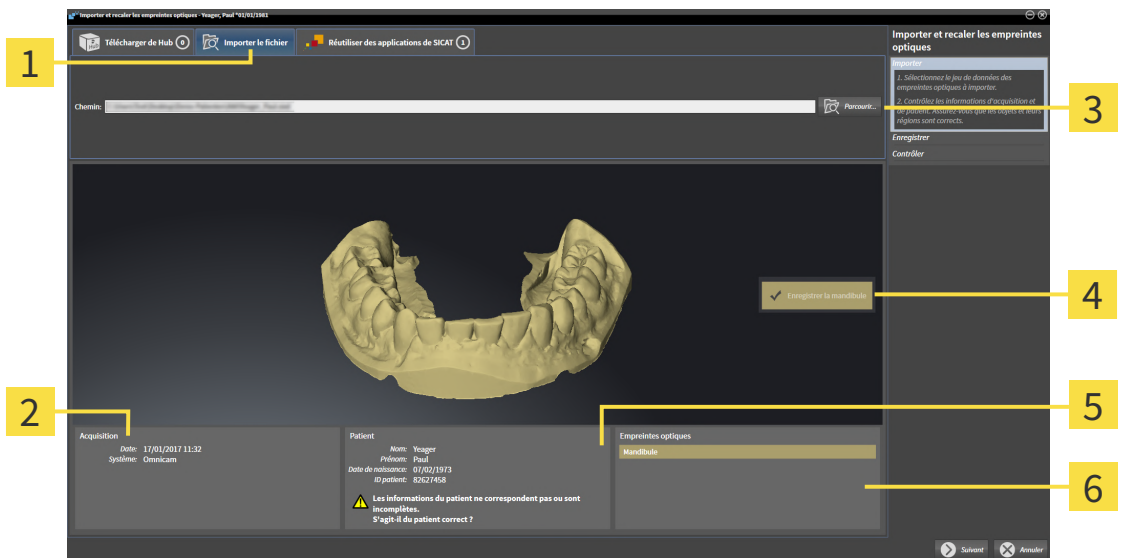 Importer et recaler les empreintes optiques - Yeager, Paul *01/01/1981
Télécharger de Hub 0
Importer le fichier
Réutiliser des applications de SICAT 1
Hub
Chemin:
Parcourir...
Importer et recaler les empreintes
optiques
Importer
1. Sélectionnez le jeu de données des
empreintes optiques à importer.
2. Contrôlez les informations d'acquisition et
de patient. Assurez-vous que les objets et leurs
régions sont corrects.
Enregistrer
Contrôler
Enregistrer la mandibule
Acquisition
Date: 17/01/2017 11:32
Système: Omnicam
Patient
Nom: Yeager
Prénom: Paul
Date de naissance: 07/02/1973
ID patient: 82627458
Les informations du patient ne correspondent pas ou sont
incomplètes.
S'agit-il du patient correct ?
Empreintes optiques
Mandibule
Suivant
Annuler
1
2
3
4
5
6